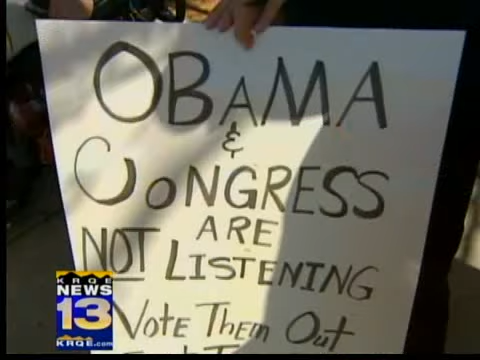 OBAMA
&
CONGRESS
ARE
NOT LISTENING
Vote Them Out
KRQE
NEWS
13
KRQE.com